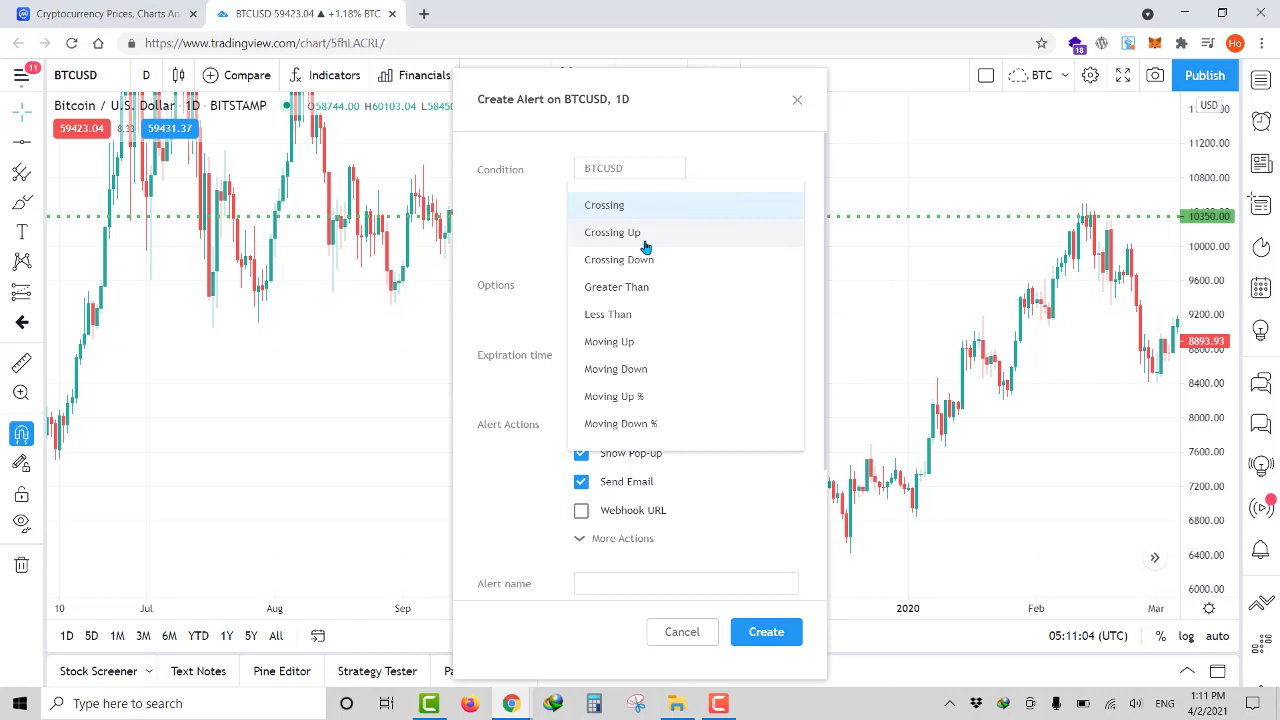 Cryptocurrency Prices, Charts An
BTCUSD 59423.04 ▲ +1.18% BTC
https://www.tradingview.com/chart/5fhLACRL/
18
Ho
11
BTCUSD
D
Compare
Indicators
Financials
BTC
Publish
Bitcoin / U.S. Dollar · 1D · BITSTAMP
O58744.00 H60103.04 L5845
59423.04
8.33
59431.37
USD
11200.00
10800.00
10350.00
10000.00
9600.00
9200.00
8893.93
8400.00
8000.00
7600.00
7200.00
6800.00
6400.00
6000.00
Create Alert on BTCUSD, 1D
Condition
BTCUSD
Crossing
Crossing Up
Crossing Down
Greater Than
Less Than
Moving Up
Moving Down
Moving Up %
Moving Down %
Options
Expiration time
Alert Actions
Show Pop-up
Send Email
Webhook URL
More Actions
Alert name
Cancel
Create
10
Jul
Aug
Sep
2020
Feb
Mar
1D
5D
1M
3M
6M
YTD
1Y
5Y
All
05:11:04 (UTC)
%
log
auto
Stock Screener
Text Notes
Pine Editor
Strategy Tester
Type here to search
ENG
1:11 PM
4/2/2021